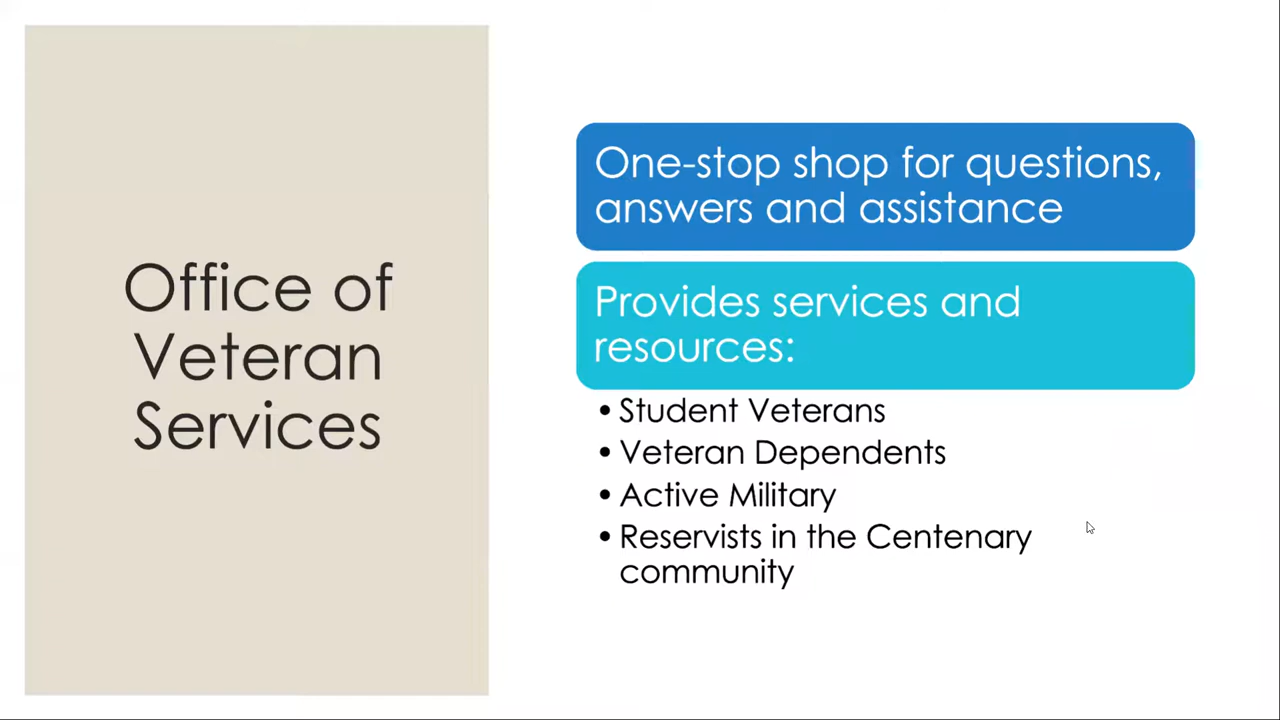 Office of
Veteran
Services
One-stop shop for questions,
answers and assistance
Provides services and
resources:
• Student Veterans
• Veteran Dependents
• Active Military
• Reservists in the Centenary
community